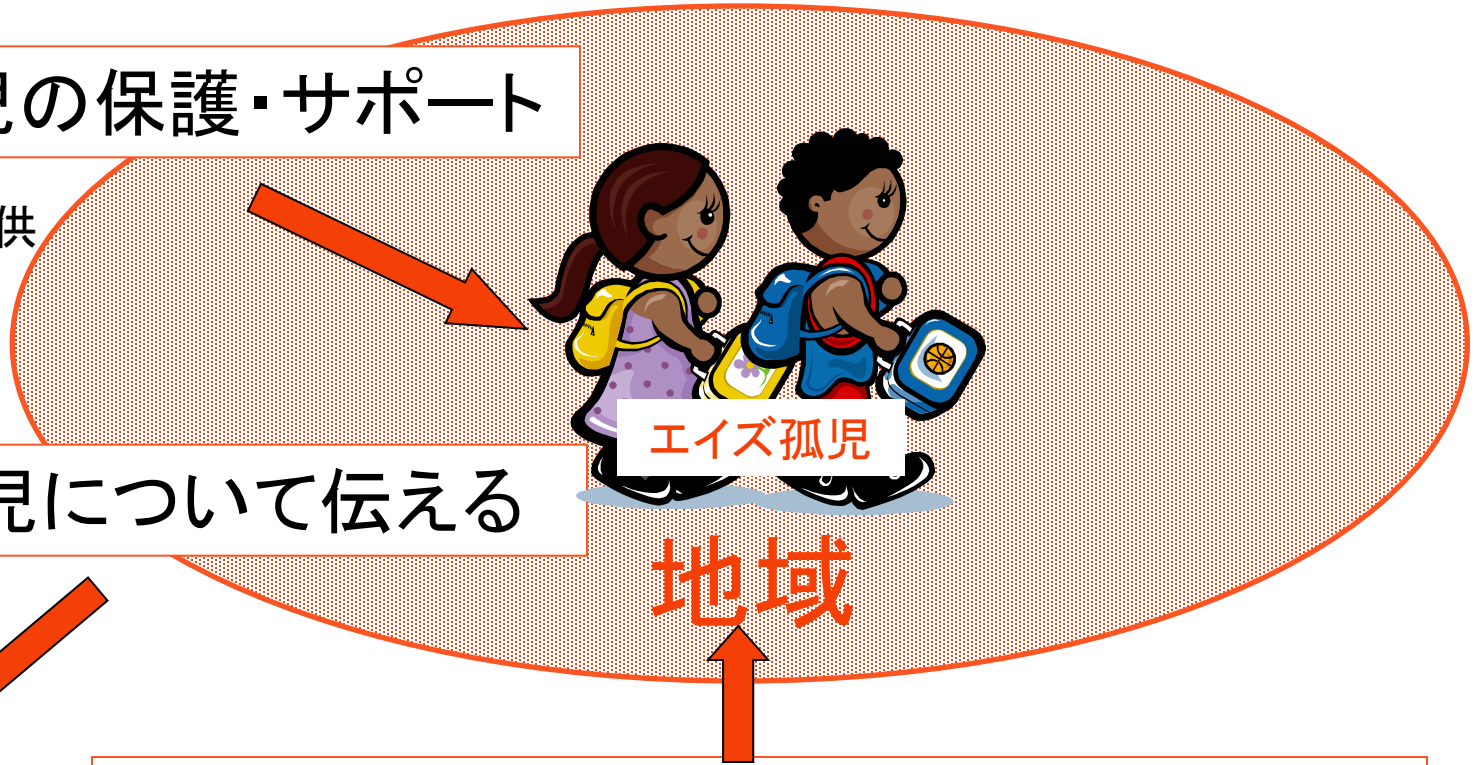 児の保護・サポート
供
エイズ孤児
児について伝える
地域